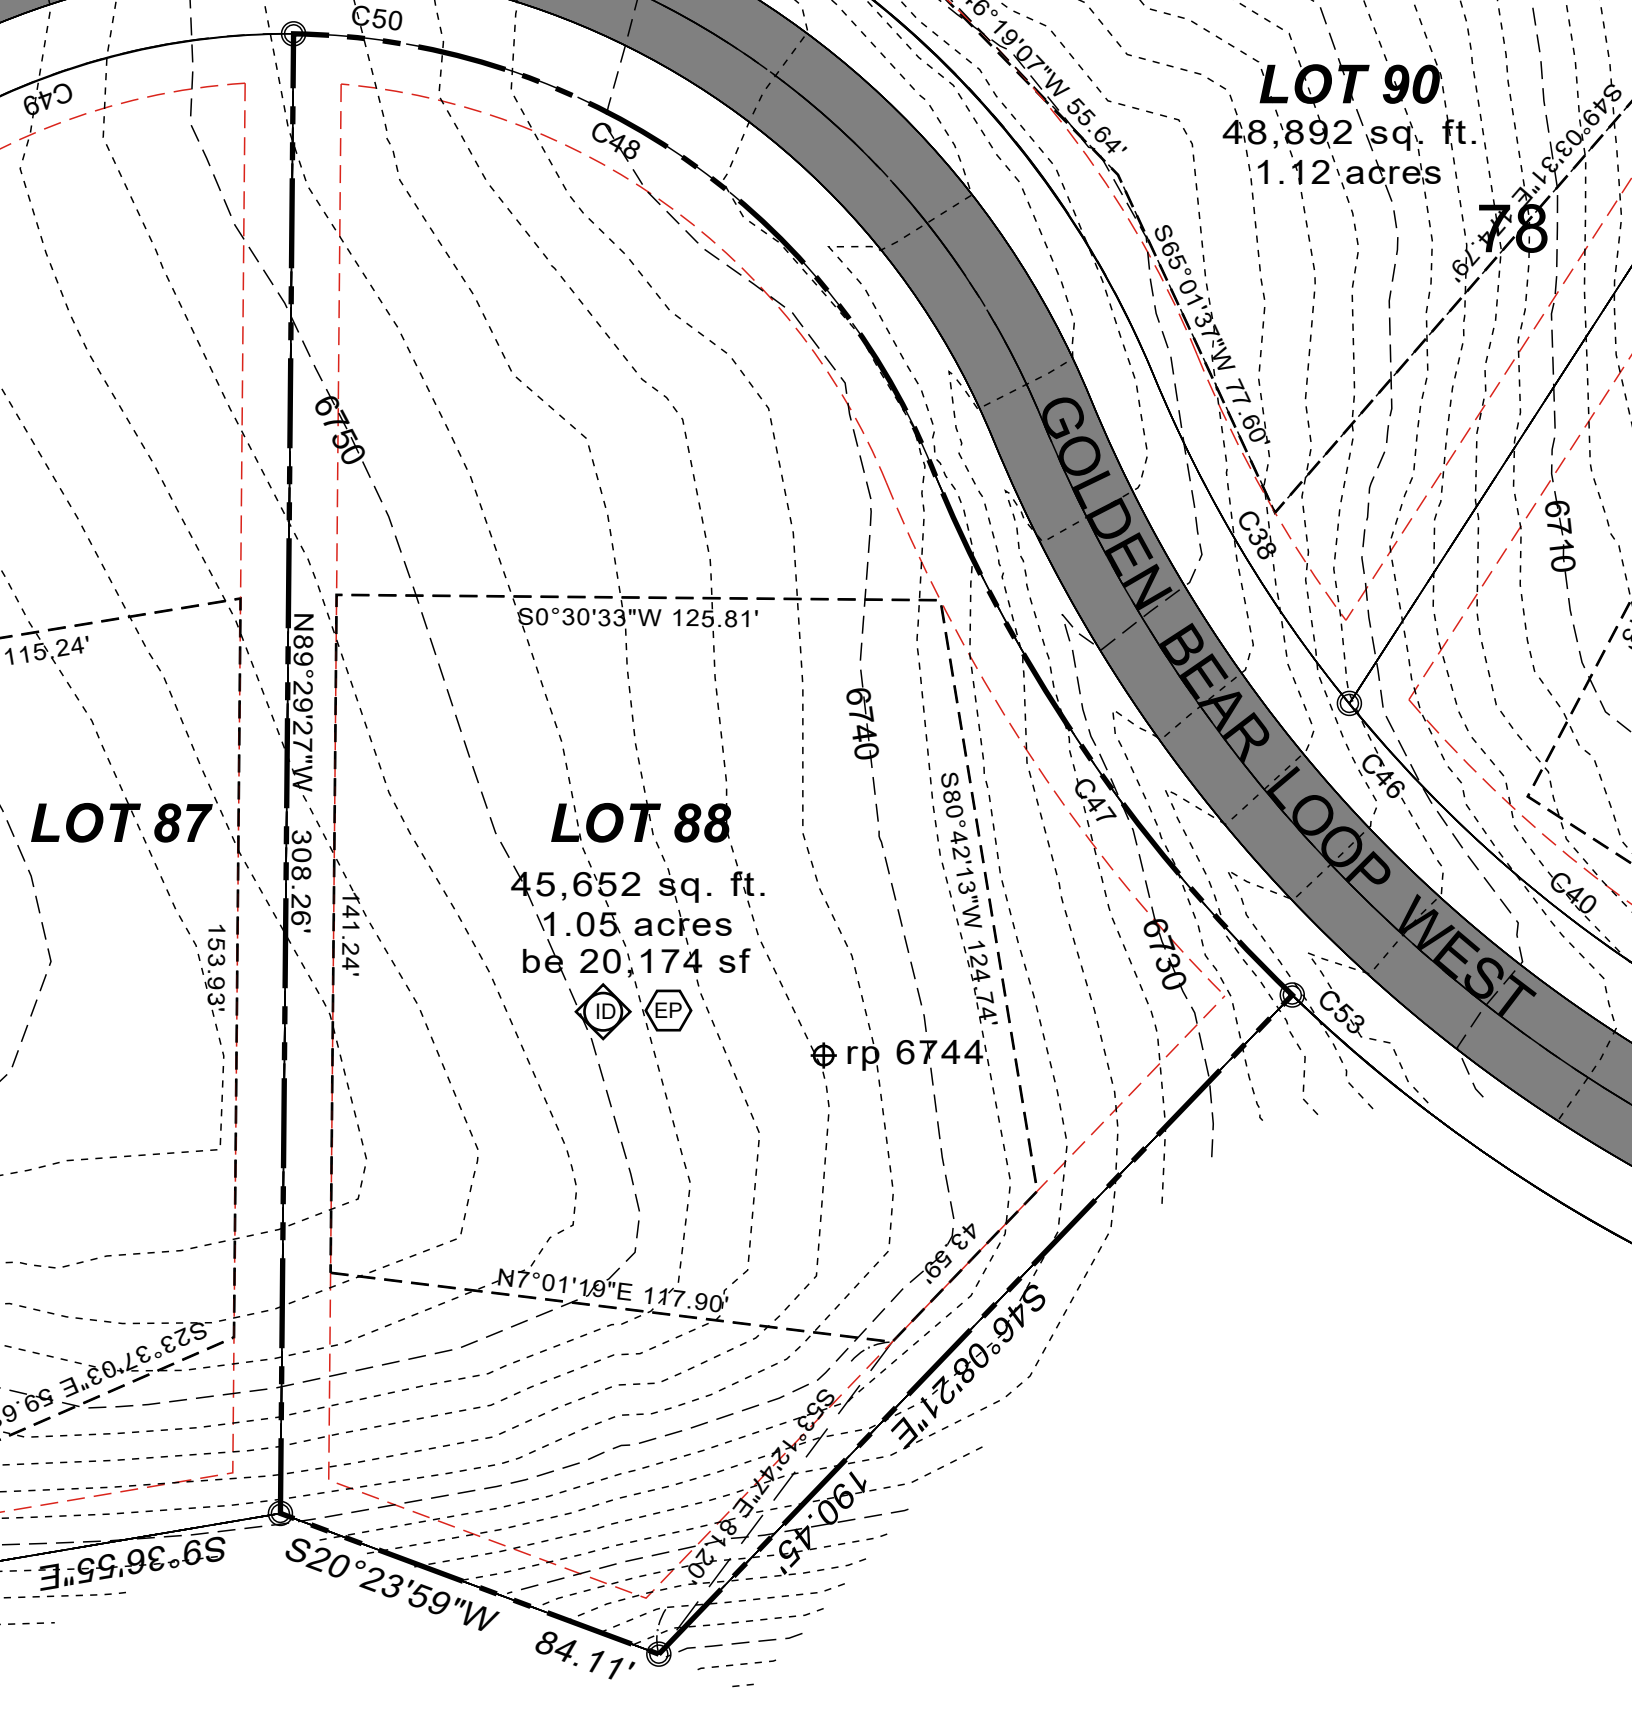 C50
C49
C48
46°19'07"W 55.64'
LOT 90
48,892 sq. ft.
1.12 acres
S49°03'31"E 174.79'
78
S65°01'37"W 77.60'
6750
GOLDEN BEAR LOOP WEST
C38
6710
115.24'
N89°29'27"W 308.26'
S0°30'33"W 125.81'
6740
C46
C47
S80°42'13"W 124.74'
LOT 87
LOT 88
45,652 sq. ft.
1.05 acres
be 20,174 sf
ID
EP
C40
153.93'
141.24'
6730
C53
rp 6744
43.59'
N7°01'19"E 117.90'
S46°08'21"E 190.45'
S23°37'03"E 59.6
S53°12'47"E 81.20'
S9°36'55"E
S20°23'59"W 84.11'